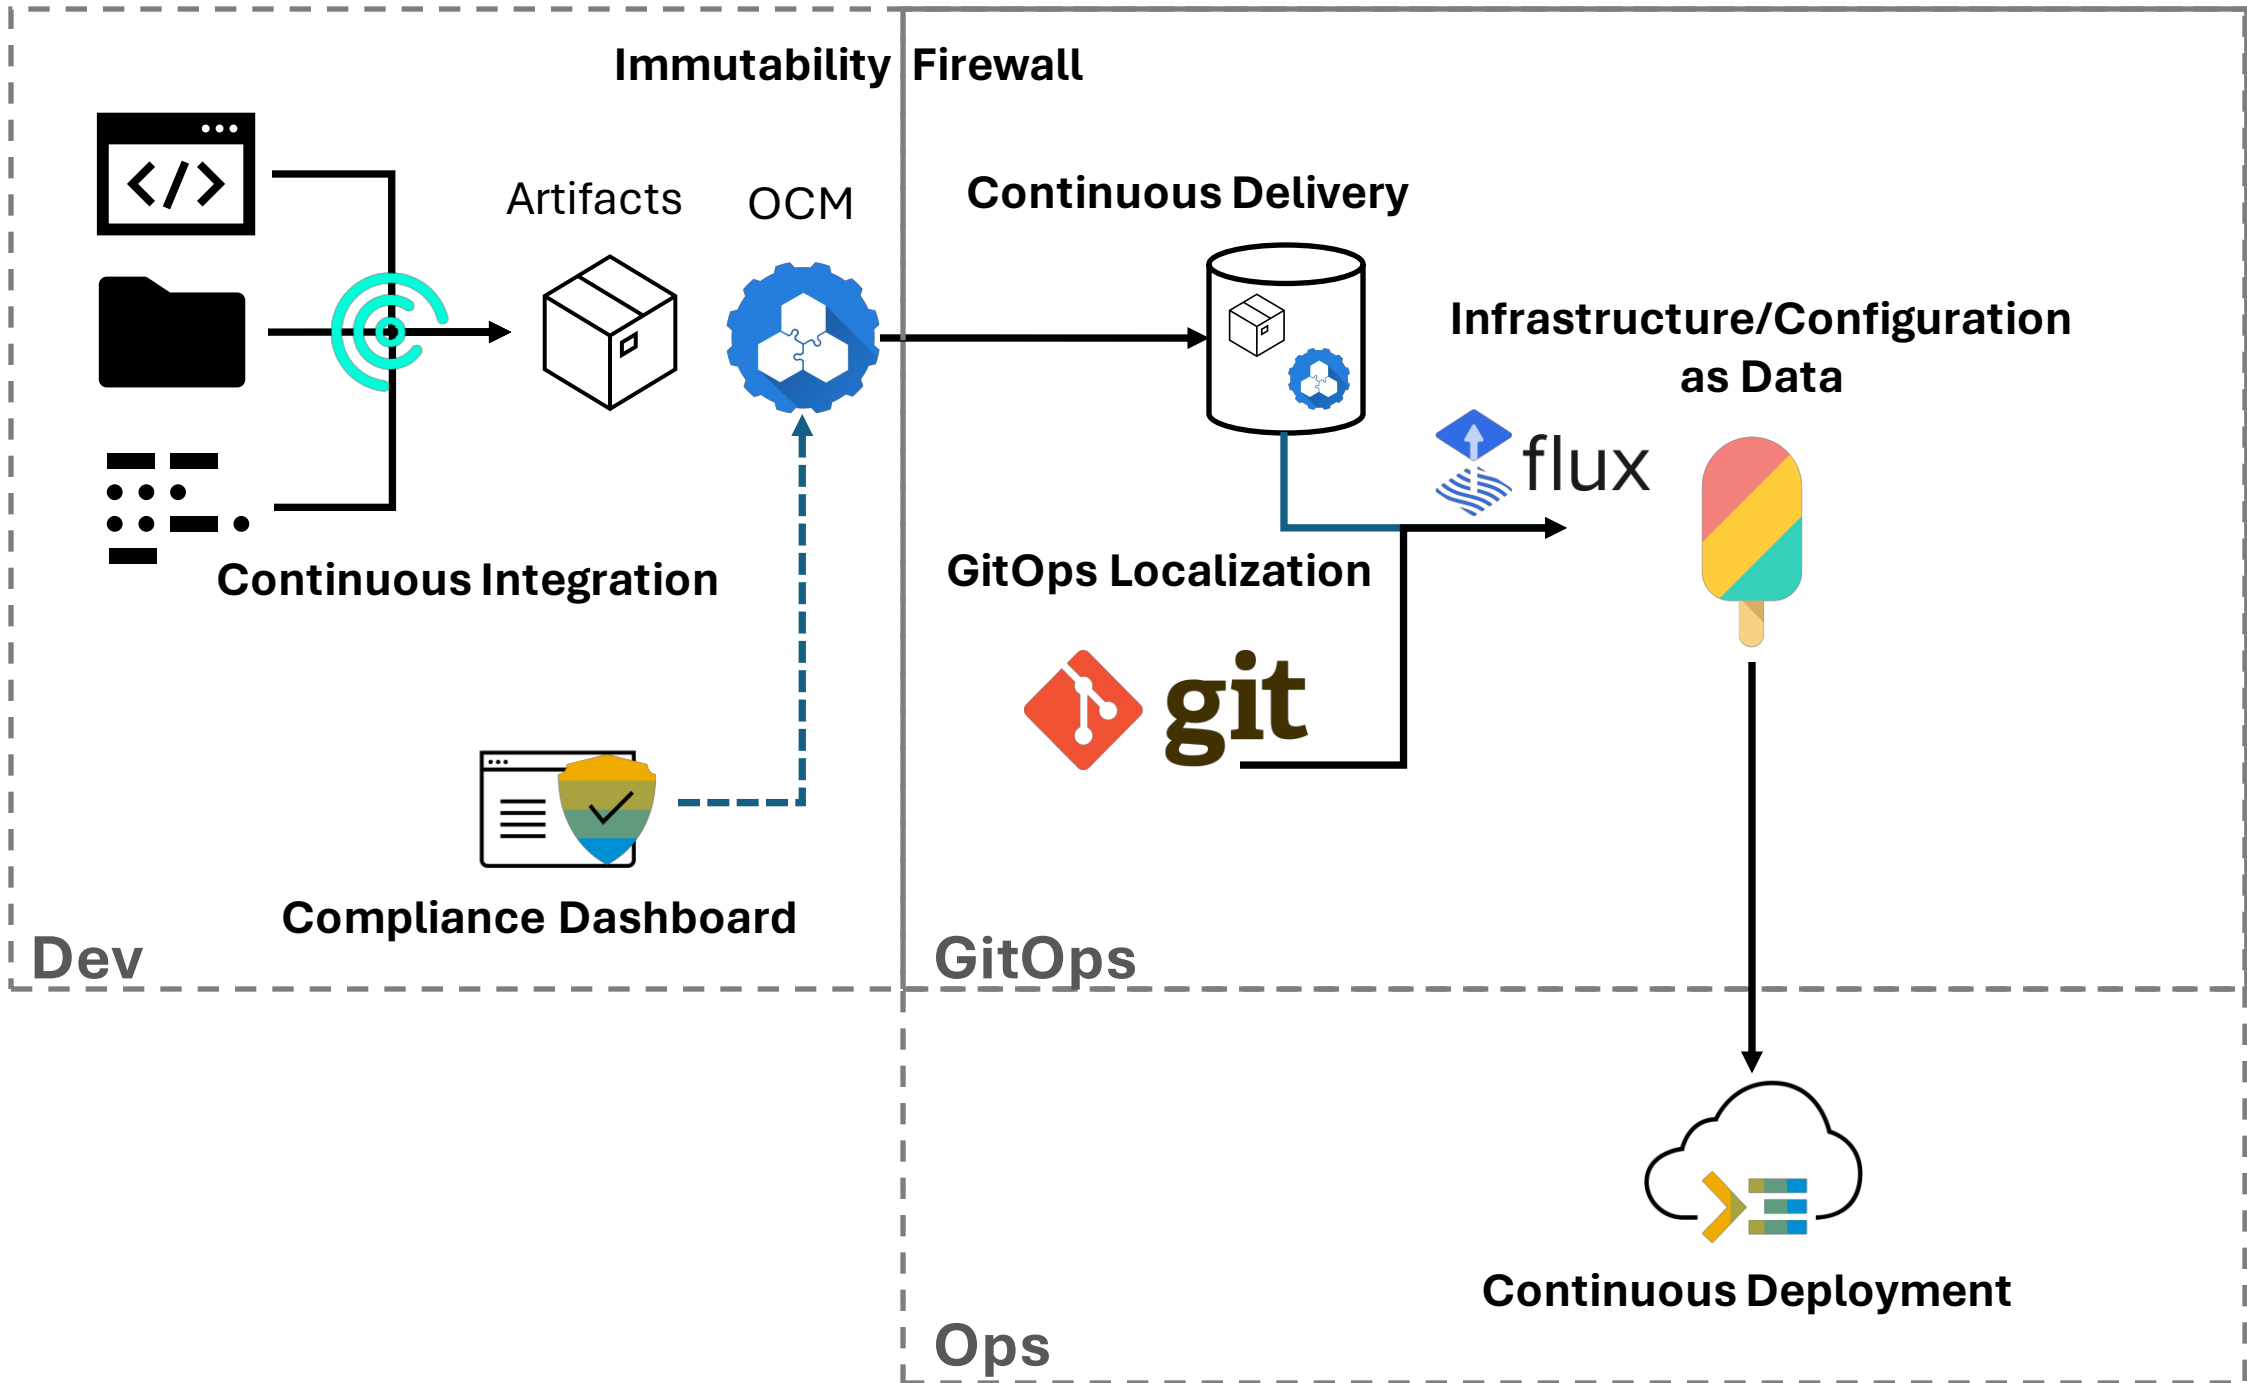 Immutability Firewall
Artifacts
OCM
Continuous Delivery
Infrastructure/Configuration
as Data
flux
Continuous Integration
GitOps Localization
git
Compliance Dashboard
Dev
GitOps
Continuous Deployment
Ops